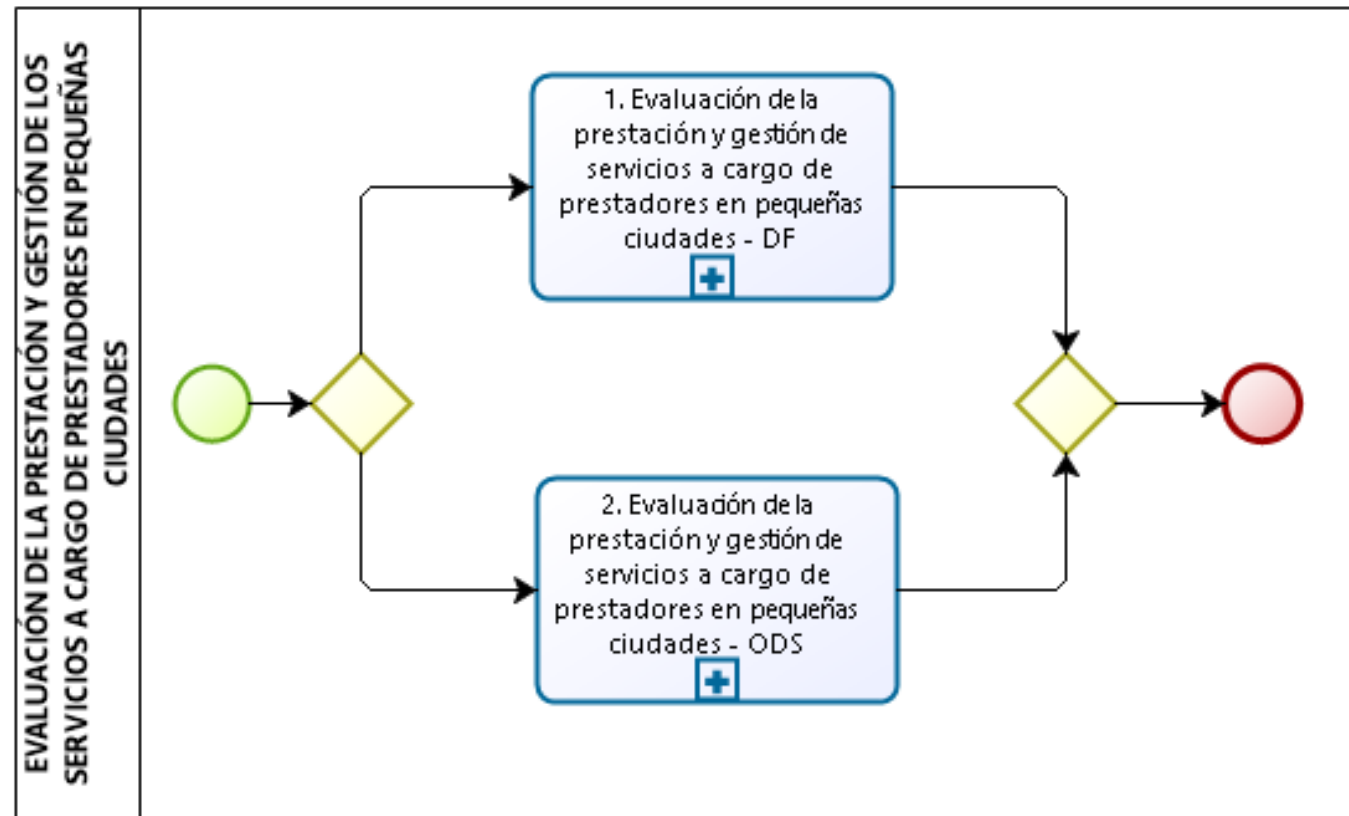 EVALUACIÓN DE LA PRESTACIÓN Y GESTIÓN DE LOS
SERVICIOS A CARGO DE PRESTADORES EN PEQUEÑAS
CIUDADES
1. Evaluación de la
prestación y gestión de
servicios a cargo de
prestadores en pequeñas
ciudades - DF
2. Evaluación de la
prestación y gestión de
servicios a cargo de
prestadores en pequeñas
ciudades - ODS